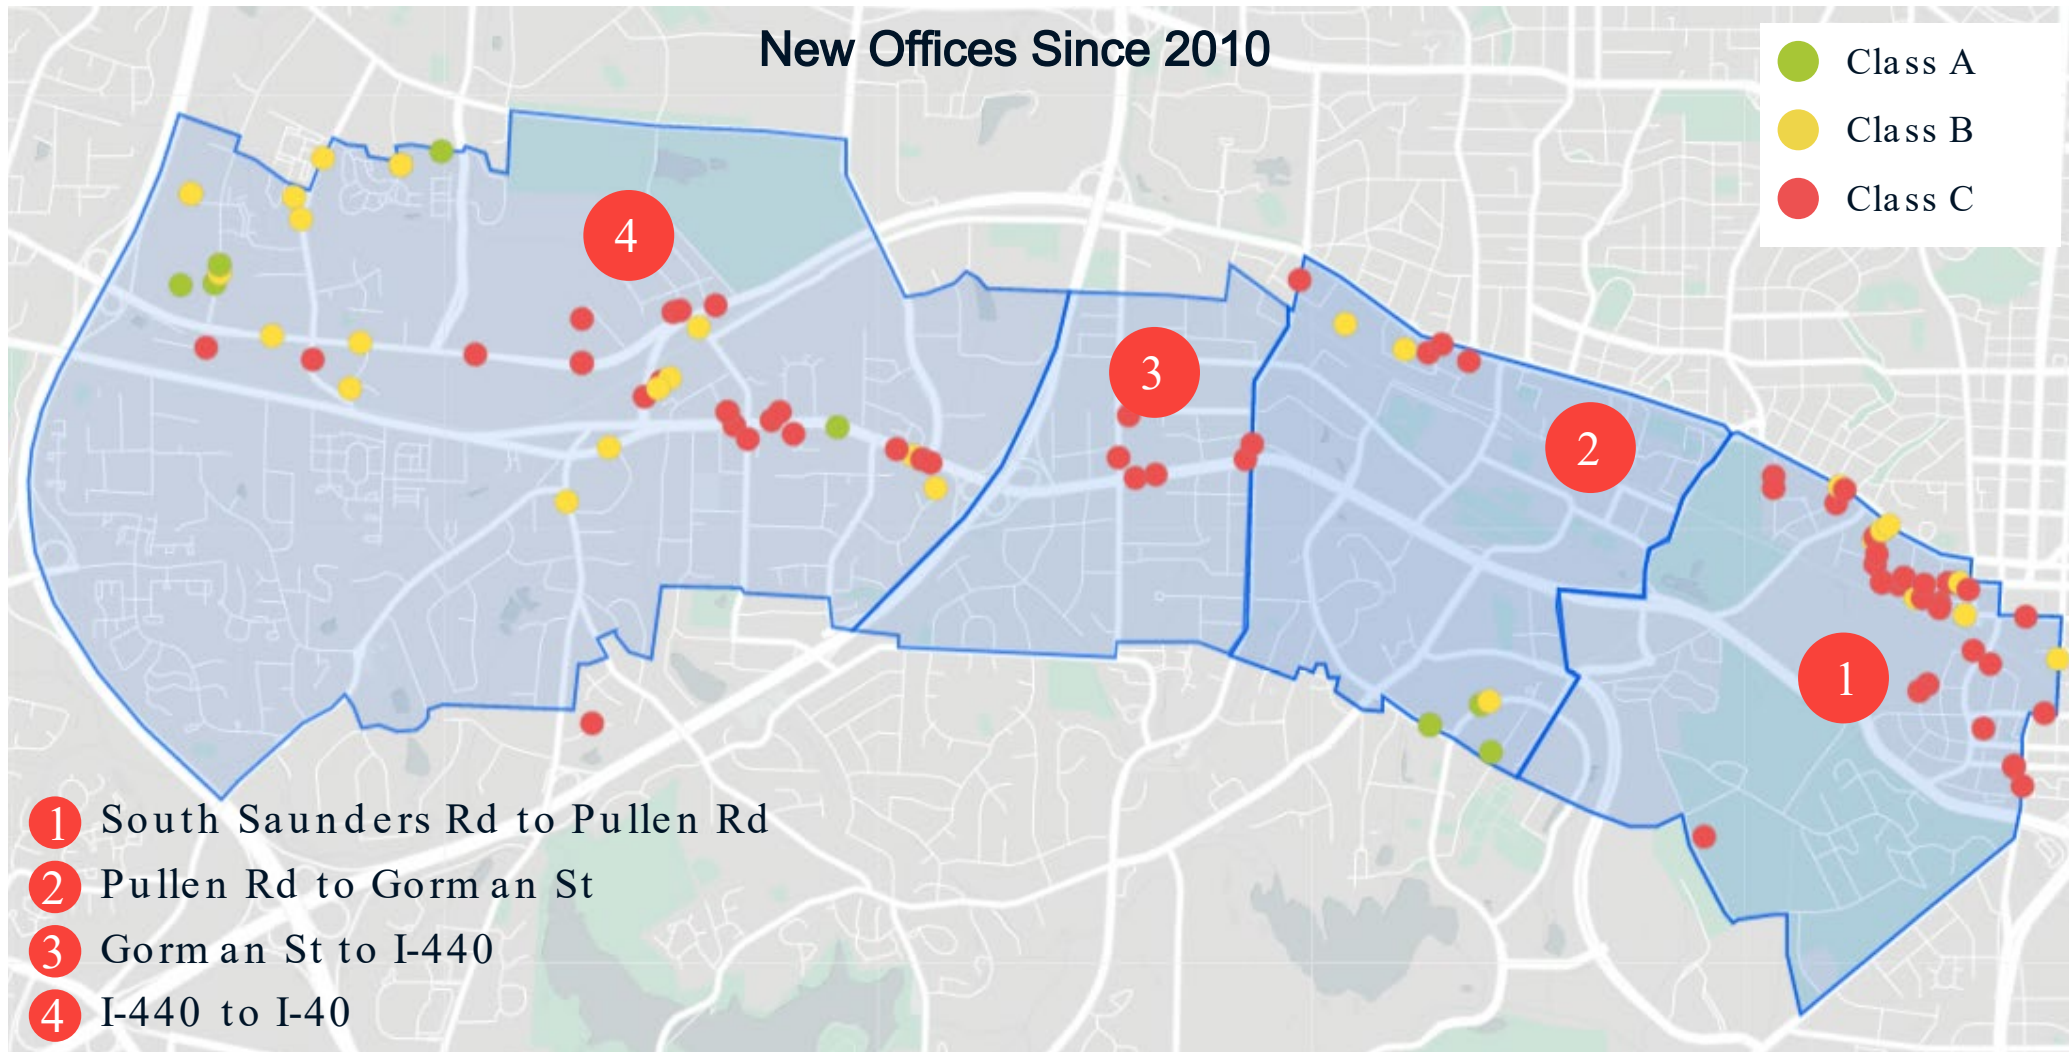 New Offices Since 2010
Class A
Class B
Class C
4
3
2
1
1 South Saunders Rd to Pullen Rd
2 Pullen Rd to Gorman St
3 Gorman St to I-440
4 I-440 to I-40